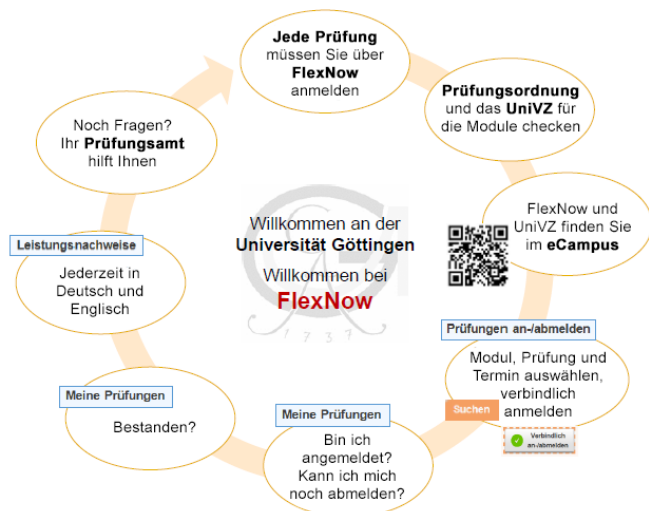 Jede Prüfung
müssen Sie über
FlexNow
anmelden
Prüfungsordnung
und das UniVZ für
die Module checken
FlexNow und
UniVZ finden Sie
im eCampus
Prüfungen an-/abmelden
Modul, Prüfung und
Termin auswählen,
verbindlich
anmelden
Suchen
Verbindlich
an-/abmelden
Meine Prüfungen
Bin ich
angemeldet?
Kann ich mich
noch abmelden?
Meine Prüfungen
Bestanden?
Leistungsnachweise
Jederzeit in
Deutsch und
Englisch
Noch Fragen?
Ihr Prüfungsamt
hilft Ihnen
Willkommen an der
Universität Göttingen
Willkommen bei
FlexNow
1737